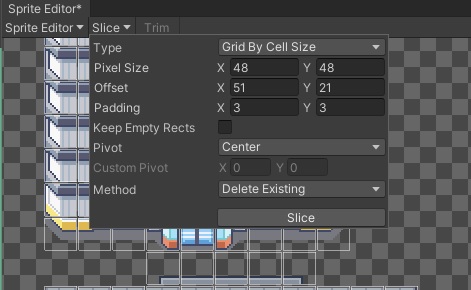 Sprite Editor*
Sprite Editor Slice Trim
Type Grid By Cell Size
Pixel Size X 48 Y 48
Offset X 51 Y 21
Padding X 3 Y 3
Keep Empty Rects
Pivot Center
Custom Pivot X 0 Y 0
Method Delete Existing
Slice